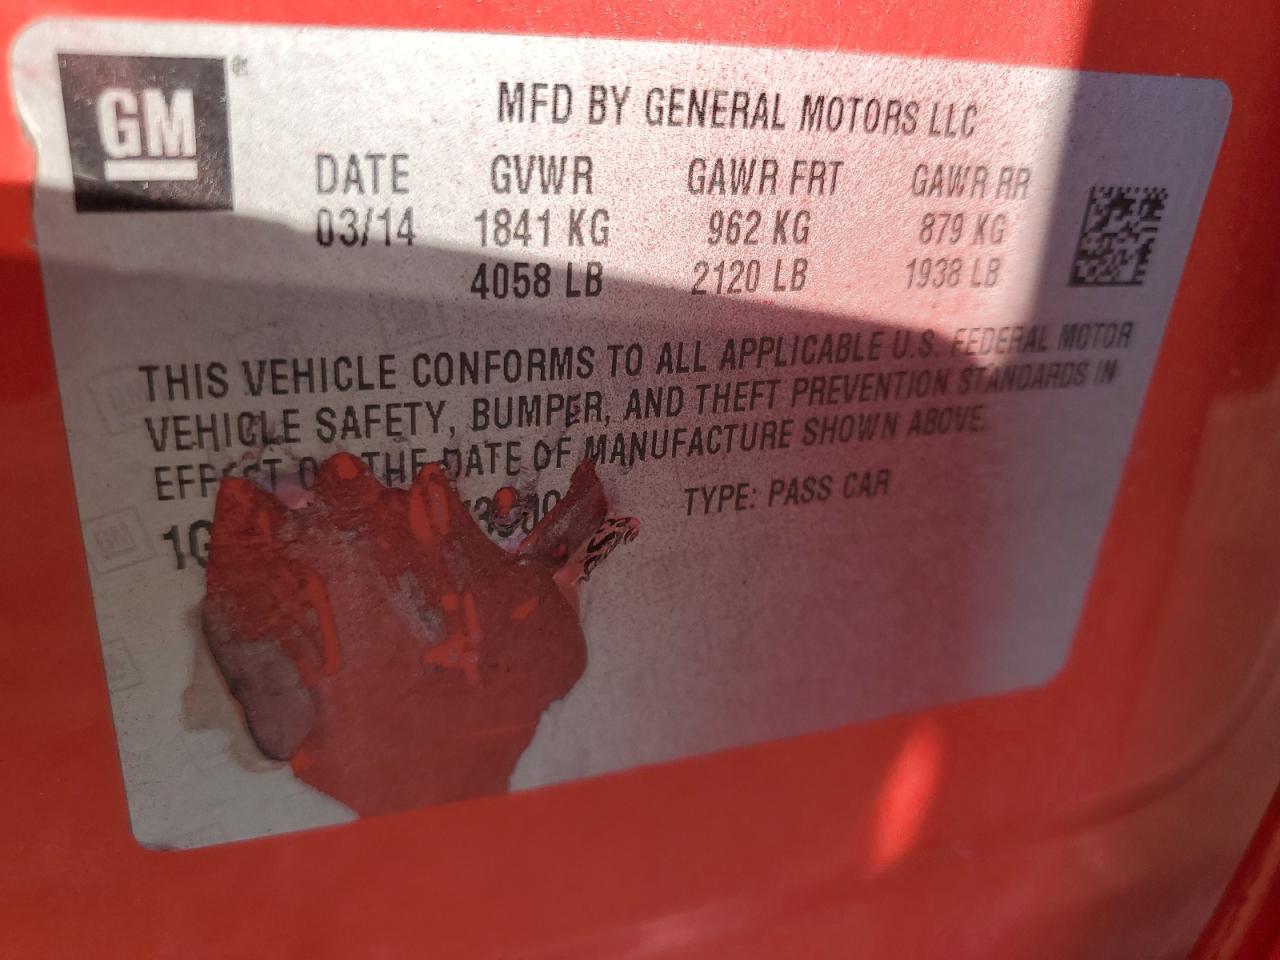 GM
MFD BY GENERAL MOTORS LLC
DATE GVWR GAWR FRT GAWR RR
03/14 1841 KG 962 KG 879 KG
4058 LB 2120 LB 1938 LB
THIS VEHICLE CONFORMS TO ALL APPLICABLE U.S. FEDERAL MOTOR
VEHICLE SAFETY, BUMPER, AND THEFT PREVENTION STANDARDS IN
THE DATE OF MANUFACTURE SHOWN ABOVE.
TYPE: PASS CAR